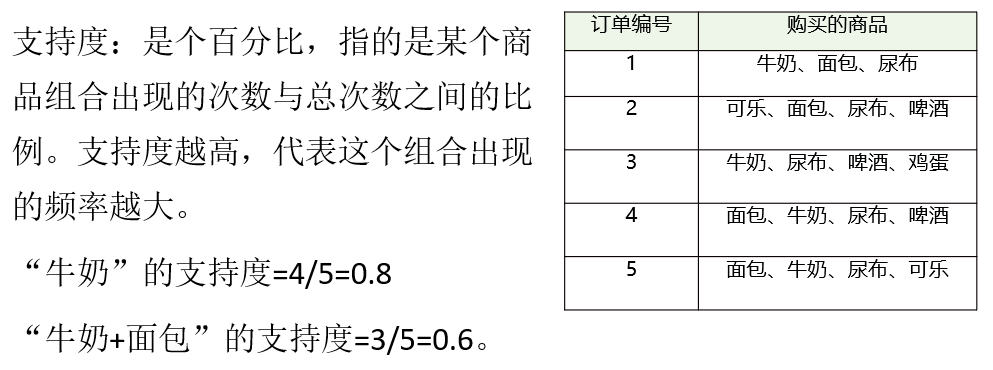 支持度：是个百分比，指的是某个商
品组合出现的次数与总次数之间的比
例。支持度越高，代表这个组合出现
的频率越大。
“牛奶”的支持度=4/5=0.8
“牛奶+面包”的支持度=3/5=0.6。
订单编号 购买的商品
1 牛奶、面包、尿布
2 可乐、面包、尿布、啤酒
3 牛奶、尿布、啤酒、鸡蛋
4 面包、牛奶、尿布、啤酒
5 面包、牛奶、尿布、可乐